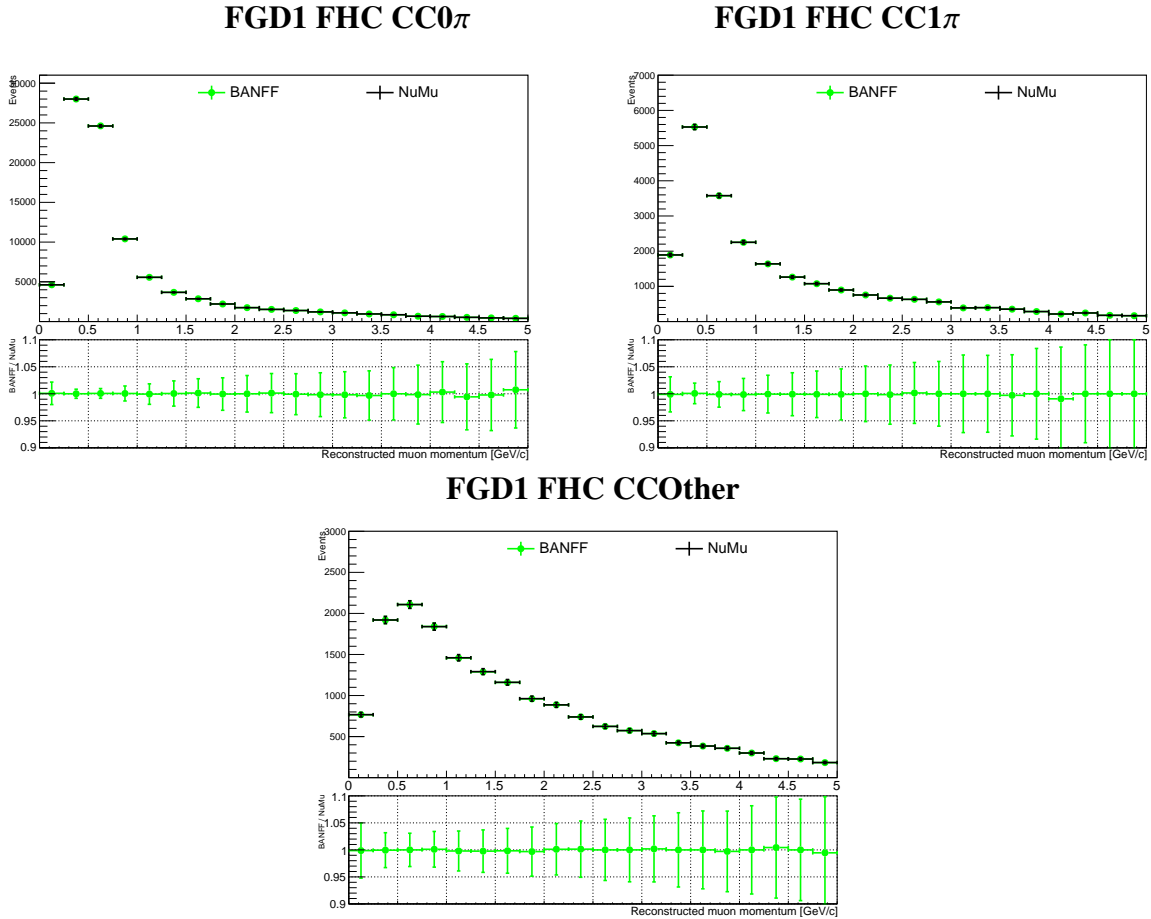 FGD1 FHC CC0π
FGD1 FHC CC1π
Events
BANFF
NuMu
30000
25000
20000
15000
10000
5000
0 0.5 1 1.5 2 2.5 3 3.5 4 4.5 5
BANFF / NuMu
1.1
1.05
1
0.95
0.9
Reconstructed muon momentum [GeV/c]
Events
BANFF
NuMu
7000
6000
5000
4000
3000
2000
1000
0 0.5 1 1.5 2 2.5 3 3.5 4 4.5 5
BANFF / NuMu
1.1
1.05
1
0.95
0.9
Reconstructed muon momentum [GeV/c]
FGD1 FHC CCOther
Events
BANFF
NuMu
3000
2500
2000
1500
1000
500
0 0.5 1 1.5 2 2.5 3 3.5 4 4.5 5
BANFF / NuMu
1.1
1.05
1
0.95
0.9
Reconstructed muon momentum [GeV/c]